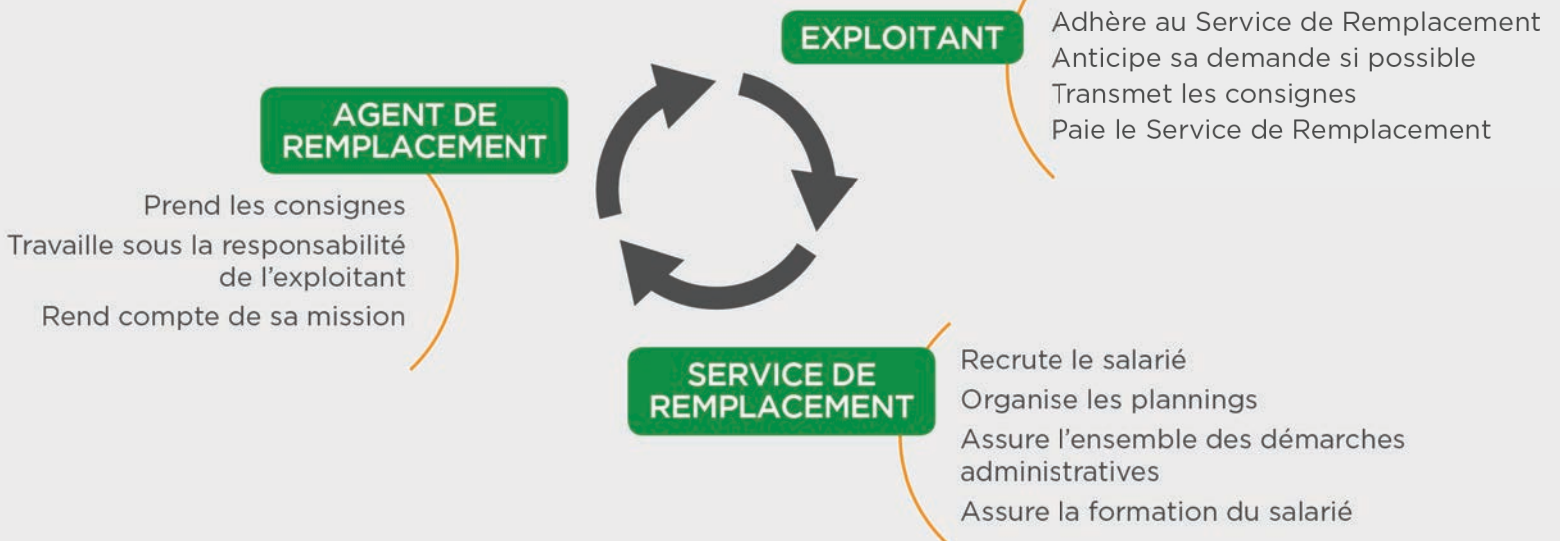 EXPLOITANT
Adhère au Service de Remplacement
Anticipe sa demande si possible
Transmet les consignes
Paie le Service de Remplacement
AGENT DE
REMPLACEMENT
Prend les consignes
Travaille sous la responsabilité
de l'exploitant
Rend compte de sa mission
SERVICE DE
REMPLACEMENT
Recrute le salarié
Organise les plannings
Assure l'ensemble des démarches
administratives
Assure la formation du salarié